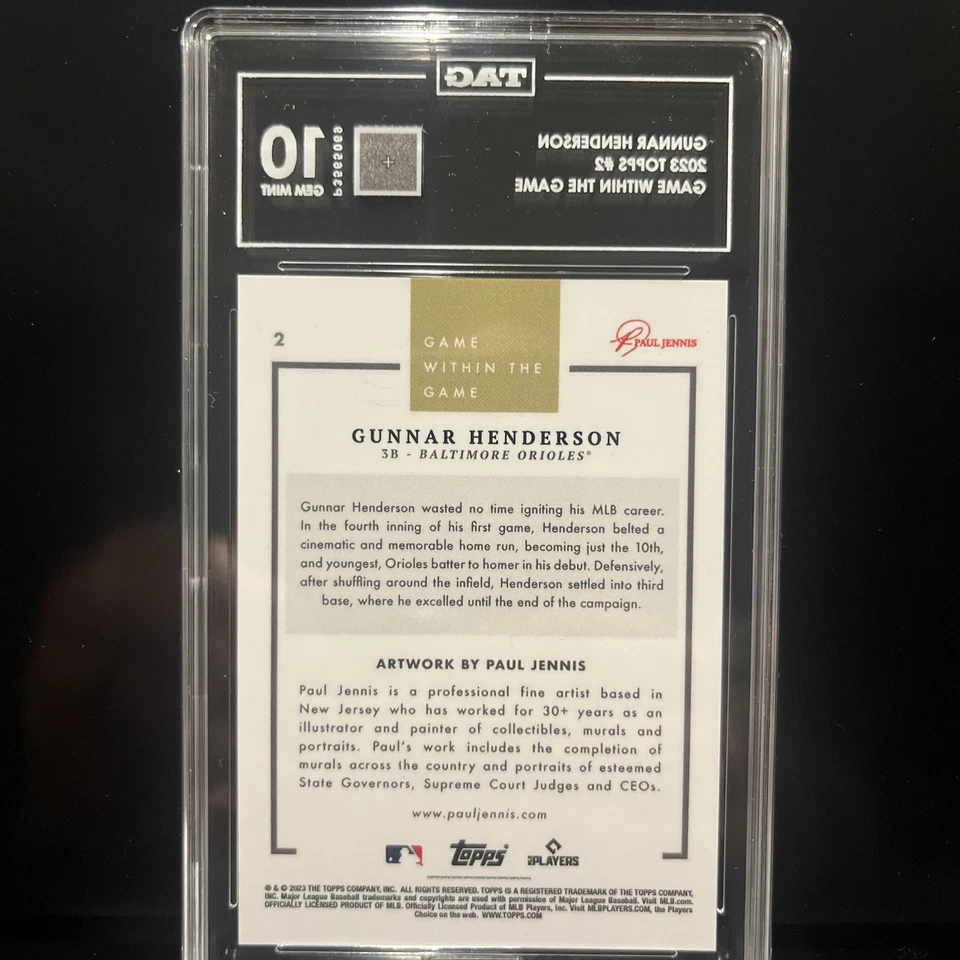 TAG
GUNNAR HENDERSON
2023 TOPPS #2
GAME WITHIN THE GAME
10
GEM MINT
P3565069
2
GAME
WITHIN THE
GAME
PAUL JENNIS
GUNNAR HENDERSON
3B - BALTIMORE ORIOLES®
Gunnar Henderson wasted no time igniting his MLB career.
In the fourth inning of his first game, Henderson belted a
cinematic and memorable home run, becoming just the 10th,
and youngest, Orioles batter to homer in his debut. Defensively,
after shuffling around the infield, Henderson settled into third
base, where he excelled until the end of the campaign.
ARTWORK BY PAUL JENNIS
Paul Jennis is a professional fine artist based in
New Jersey who has worked for 30+ years as an
illustrator and painter of collectibles, murals and
portraits. Paul's work includes the completion of
murals across the country and portraits of esteemed
State Governors, Supreme Court Judges and CEOs.
www.pauljennis.com
topps
PLAYERS
® & © 2023 THE TOPPS COMPANY, INC. ALL RIGHTS RESERVED. TOPPS IS A REGISTERED TRADEMARK OF THE TOPPS COMPANY,
INC. Major League Baseball trademarks and copyrights are used with permission of Major League Baseball. Visit MLB.com.
OFFICIALLY LICENSED PRODUCT OF MLB. Officially Licensed Product of MLB Players, Inc. Visit MLBPLAYERS.COM, the Players
Choice on the web. WWW.TOPPS.COM